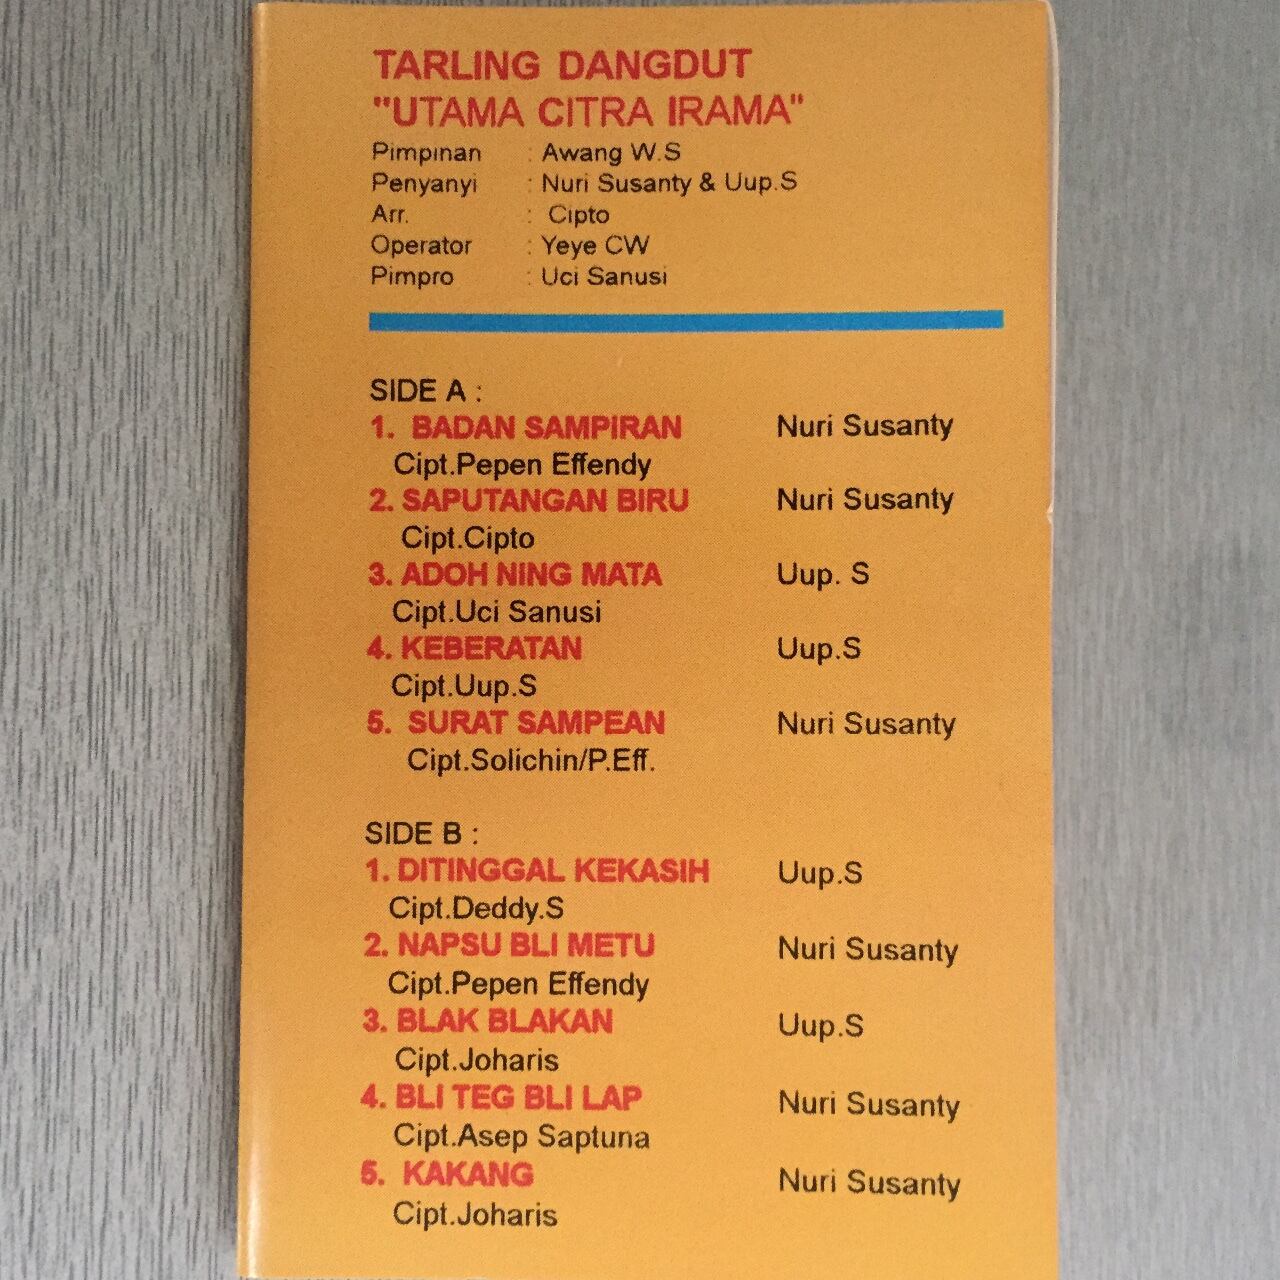 TARLING DANGDUT
"UTAMA CITRA IRAMA"
Pimpinan : Awang W.S
Penyanyi : Nuri Susanty & Uup.S
Arr. : Cipto
Operator : Yeye CW
Pimpro : Uci Sanusi
SIDE A :
1. BADAN SAMPIRAN Nuri Susanty
Cipt.Pepen Effendy
2. SAPUTANGAN BIRU Nuri Susanty
Cipt.Cipto
3. ADOH NING MATA Uup. S
Cipt.Uci Sanusi
4. KEBERATAN Uup.S
Cipt.Uup.S
5. SURAT SAMPEAN Nuri Susanty
Cipt.Solichin/P.Eff.
SIDE B :
1. DITINGGAL KEKASIH Uup.S
Cipt.Deddy.S
2. NAPSU BLI METU Nuri Susanty
Cipt.Pepen Effendy
3. BLAK BLAKAN Uup.S
Cipt.Joharis
4. BLI TEG BLI LAP Nuri Susanty
Cipt.Asep Saptuna
5. KAKANG Nuri Susanty
Cipt.Joharis